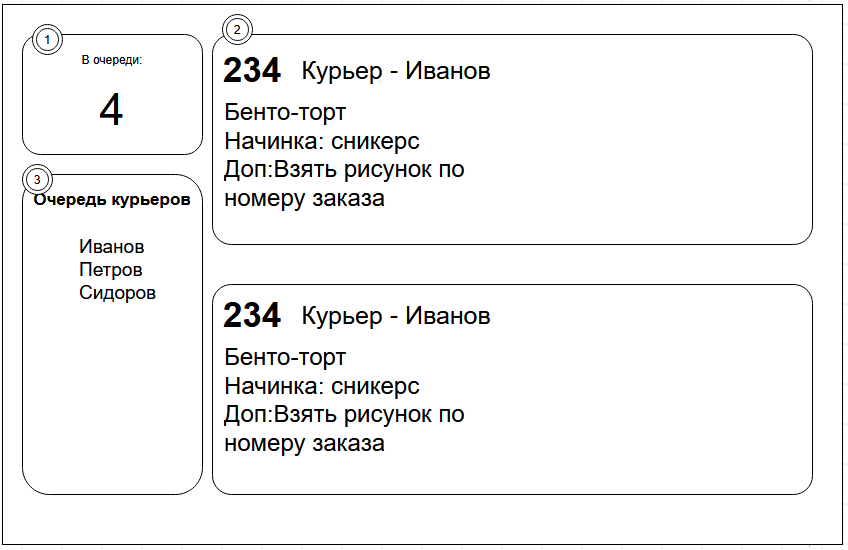 1
В очереди:
4
3
Очередь курьеров
Иванов
Петров
Сидоров
2
234 Курьер - Иванов
Бенто-торт
Начинка: сникерс
Доп:Взять рисунок по
номеру заказа
234 Курьер - Иванов
Бенто-торт
Начинка: сникерс
Доп:Взять рисунок по
номеру заказа